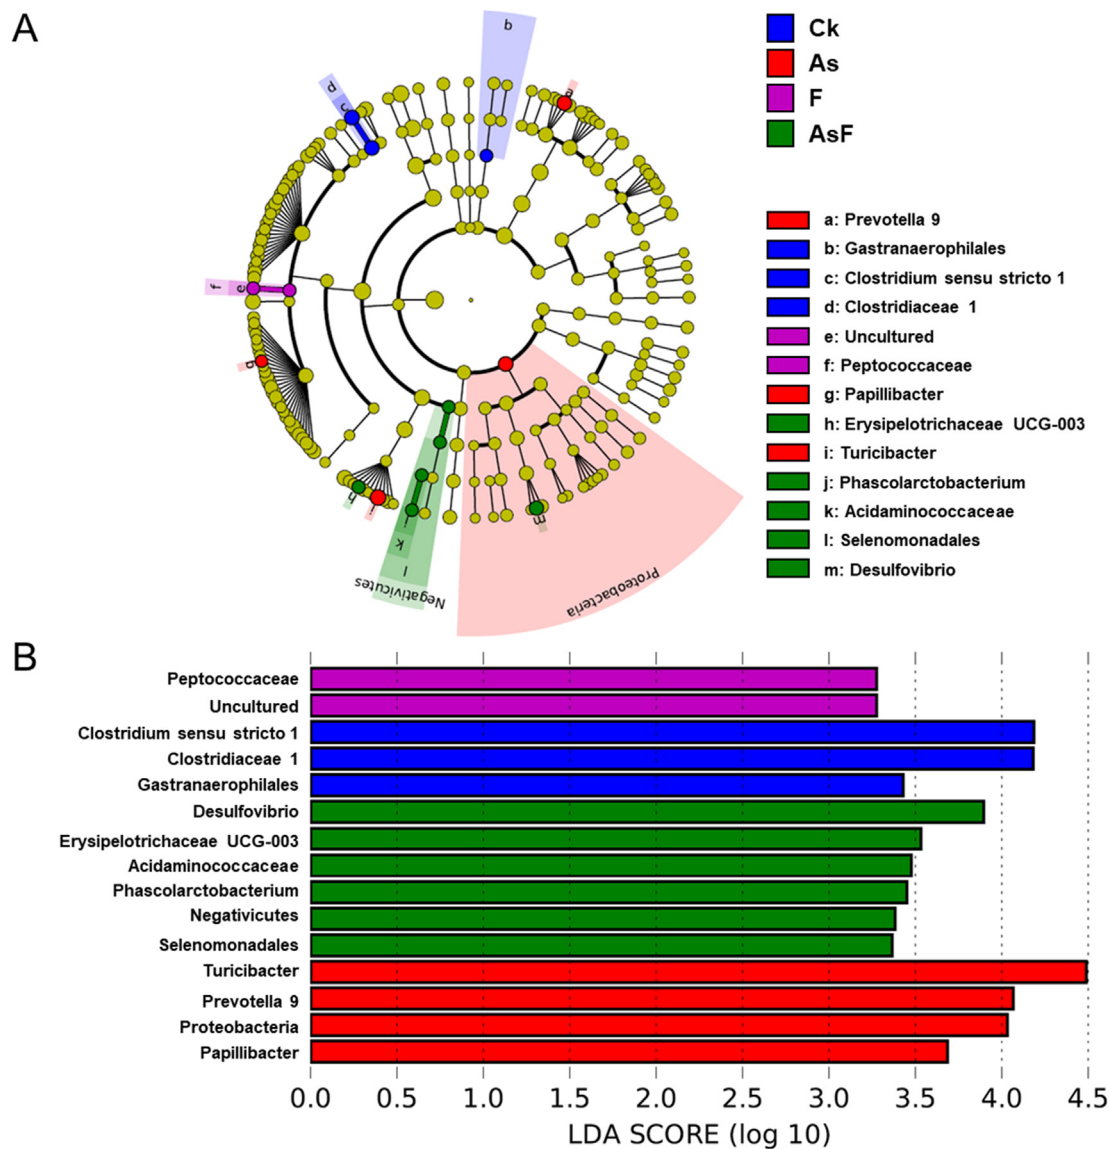 A
Ck
As
F
AsF
a: Prevotella 9
b: Gastranaerophilales
c: Clostridium sensu stricto 1
d: Clostridiaceae 1
e: Uncultured
f: Peptococcaceae
g: Papillibacter
h: Erysipelotrichaceae UCG-003
i: Turicibacter
j: Phascolarctobacterium
k: Acidaminococcaceae
l: Selenomonadales
m: Desulfovibrio
b
a
d
c
f
e
g
h
i
j
k
l
Negativicutes
m
Proteobacteria
B
Peptococcaceae
Uncultured
Clostridium sensu stricto 1
Clostridiaceae 1
Gastranaerophilales
Desulfovibrio
Erysipelotrichaceae UCG-003
Acidaminococcaceae
Phascolarctobacterium
Negativicutes
Selenomonadales
Turicibacter
Prevotella 9
Proteobacteria
Papillibacter
0.0 0.5 1.0 1.5 2.0 2.5 3.0 3.5 4.0 4.5
LDA SCORE (log 10)